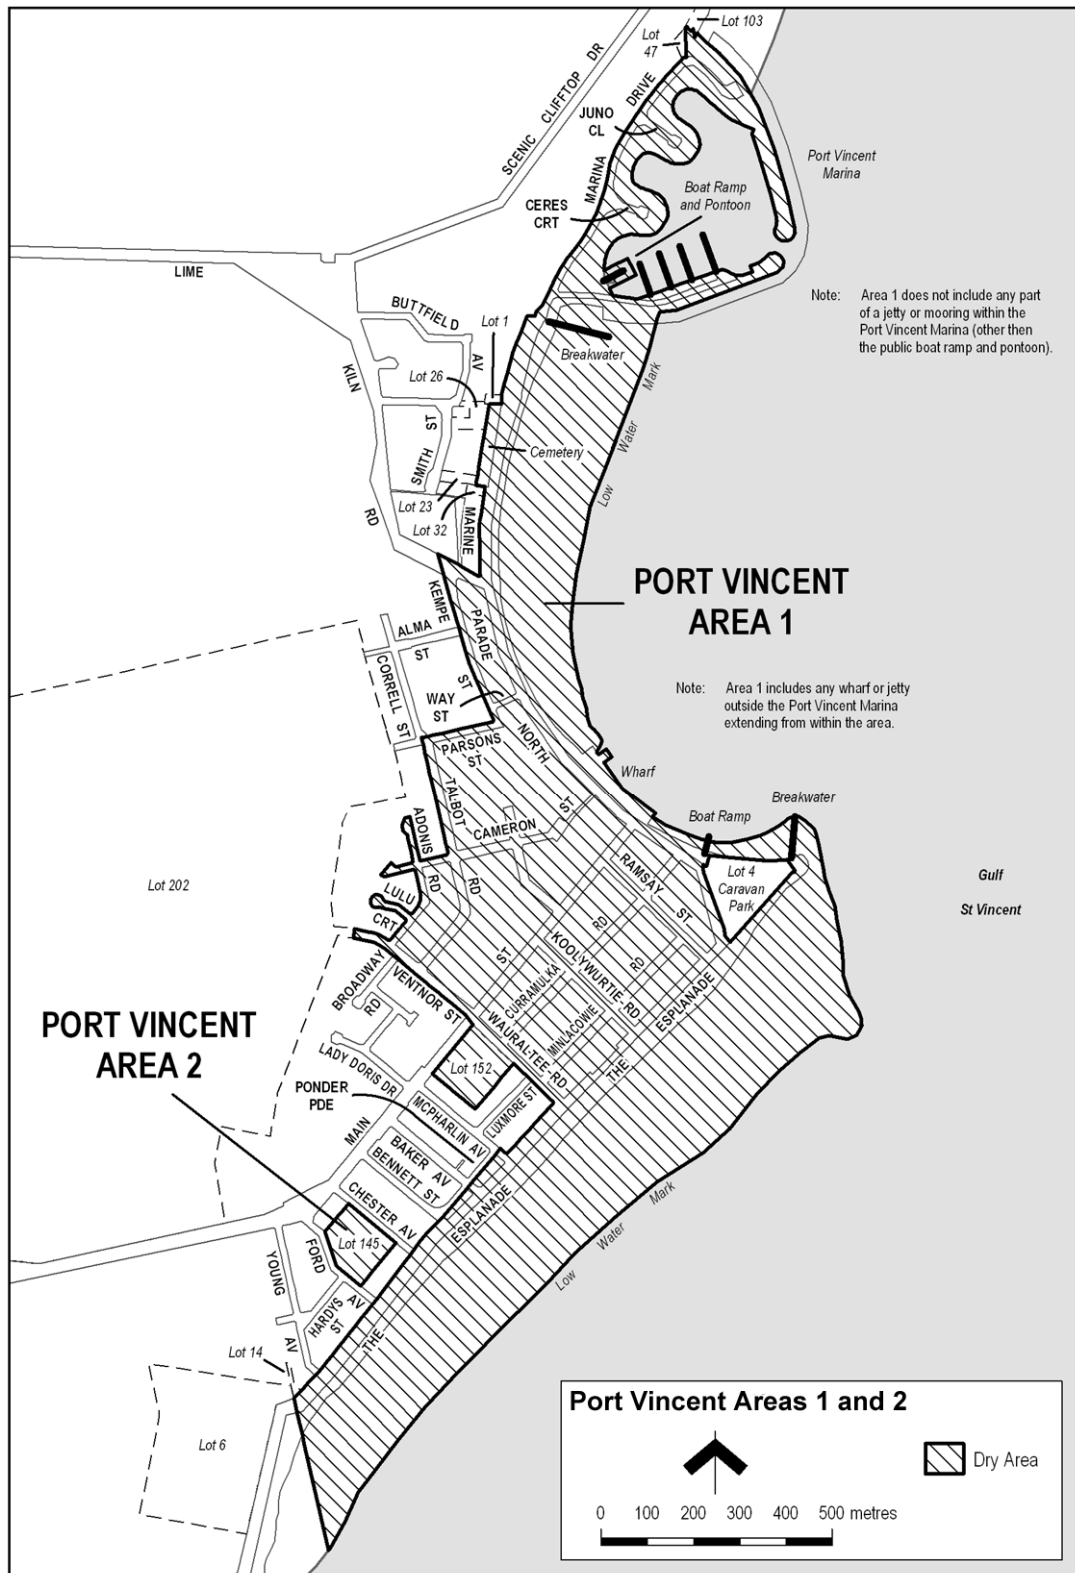 Lot 103
Lot
47
SCENIC CLIFFTOP DR
MARINA DRIVE
JUNO
CL
Port Vincent
Marina
Boat Ramp
and Pontoon
CERES
CRT
LIME
KILN
RD
BUTTFIELD
AV
Lot 1
Note: Area 1 does not include any part
of a jetty or mooring within the
Port Vincent Marina (other then
the public boat ramp and pontoon).
Breakwater
Low Water Mark
Lot 26
SMITH ST
Cemetery
Lot 23
Lot 32
MARINE
PARADE
PORT VINCENT
AREA 1
KEMPE
ST
ALMA
ST
CORRELL ST
WAY
ST
Note: Area 1 includes any wharf or jetty
outside the Port Vincent Marina
extending from within the area.
NORTH
PARSONS
ST
Wharf
TALBOT
RD
CAMERON
ST
ADONIS
RD
Boat Ramp
Breakwater
RAMSAY
ST
Lot 4
Caravan
Park
Gulf
St Vincent
Lot 202
LULU
CRT
ST
RD
KOOLYWURTIE RD
RD
BROADWAY
RD
VENTNOR ST
CURRAMULKA
MINLACOWIE
WAURALTEE RD
THE ESPLANADE
PORT VINCENT
AREA 2
LADY DORIS DR
Lot 152
PONDER
PDE
MCPHARLIN AV
LUXMORE ST
MAIN
BAKER AV
BENNETT ST
CHESTER AV
THE ESPLANADE
Low Water Mark
Lot 145
FORD
AV
YOUNG
AV
HARDYS
ST
Lot 14
Lot 6
Port Vincent Areas 1 and 2
Dry Area
0 100 200 300 400 500 metres